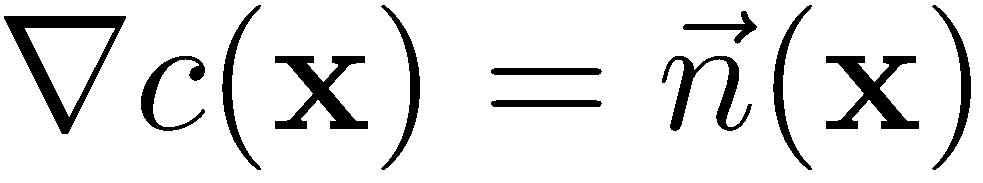 ∇c(𝐱) = n⃗(𝐱)